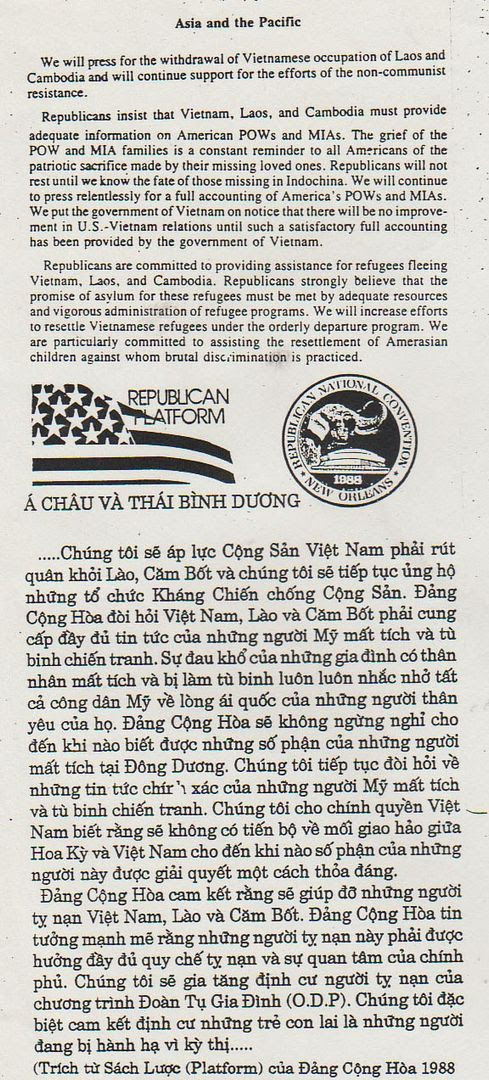 Asia and the Pacific
We will press for the withdrawal of Vietnamese occupation of Laos and
Cambodia and will continue support for the efforts of the non-communist
resistance.
Republicans insist that Vietnam, Laos, and Cambodia must provide
adequate information on American POWs and MIAs. The grief of the
POW and MIA families is a constant reminder to all Americans of the
patriotic sacrifice made by their missing loved ones. Republicans will not
rest until we know the fate of those missing in Indochina. We will continue
to press relentlessly for a full accounting of America's POWs and MIAs.
We put the government of Vietnam on notice that there will be no improve-
ment in U.S.-Vietnam relations until such a satisfactory full accounting
has been provided by the government of Vietnam.
Republicans are committed to providing assistance for refugees fleeing
Vietnam, Laos, and Cambodia. Republicans strongly believe that the
promise of asylum for these refugees must be met by adequate resources
and vigorous administration of refugee programs. We will increase efforts
to resettle Vietnamese refugees under the orderly departure program. We
are particularly committed to assisting the resettlement of Amerasian
children against whom brutal discrimination is practiced.
REPUBLICAN
PLATFORM
REPUBLICAN NATIONAL CONVENTION
1988
NEW ORLEANS
Á CHÂU VÀ THÁI BÌNH DƯƠNG
.....Chúng tôi sẽ áp lực Cộng Sản Việt Nam phải rút
quân khỏi Lào, Căm Bốt và chúng tôi sẽ tiếp tục ủng hộ
những tổ chức Kháng Chiến chống Cộng Sản. Đảng
Cộng Hòa đòi hỏi Việt Nam, Lào và Căm Bốt phải cung
cấp đầy đủ tin tức của những người Mỹ mất tích và tù
binh chiến tranh. Sự đau khổ của những gia đình có thân
nhân mất tích và bị làm tù binh luôn luôn nhắc nhở tất
cả công dân Mỹ về lòng ái quốc của những người thân
yêu của họ. Đảng Cộng Hòa sẽ không ngừng nghỉ cho
đến khi nào biết được những số phận của những người
mất tích tại Đông Dương. Chúng tôi tiếp tục đòi hỏi về
những tin tức xác của những người Mỹ mất tích
và tù binh chiến tranh. Chúng tôi cho chính quyền Việt
Nam biết rằng sẽ không có tiến bộ về mối giao hảo giữa
Hoa Kỳ và Việt Nam cho đến khi nào số phận của những
người này được giải quyết một cách thỏa đáng.
Đảng Cộng Hòa cam kết rằng sẽ giúp đỡ những người
tỵ nạn Việt Nam, Lào và Căm Bốt. Đảng Cộng Hòa tin
tưởng mạnh mẽ rằng những người tỵ nạn này phải được
hưởng đầy đủ quy chế tỵ nạn và sự quan tâm của chính
phủ. Chúng tôi sẽ gia tăng định cư người tỵ nạn của
chương trình Đoàn Tụ Gia Đình (O.D.P). Chúng tôi đặc
biệt cam kết định cư những trẻ con lai là những người
đang bị hành hạ vì kỳ thị.....
(Trích từ Sách Lược (Platform) của Đảng Cộng Hòa 1988